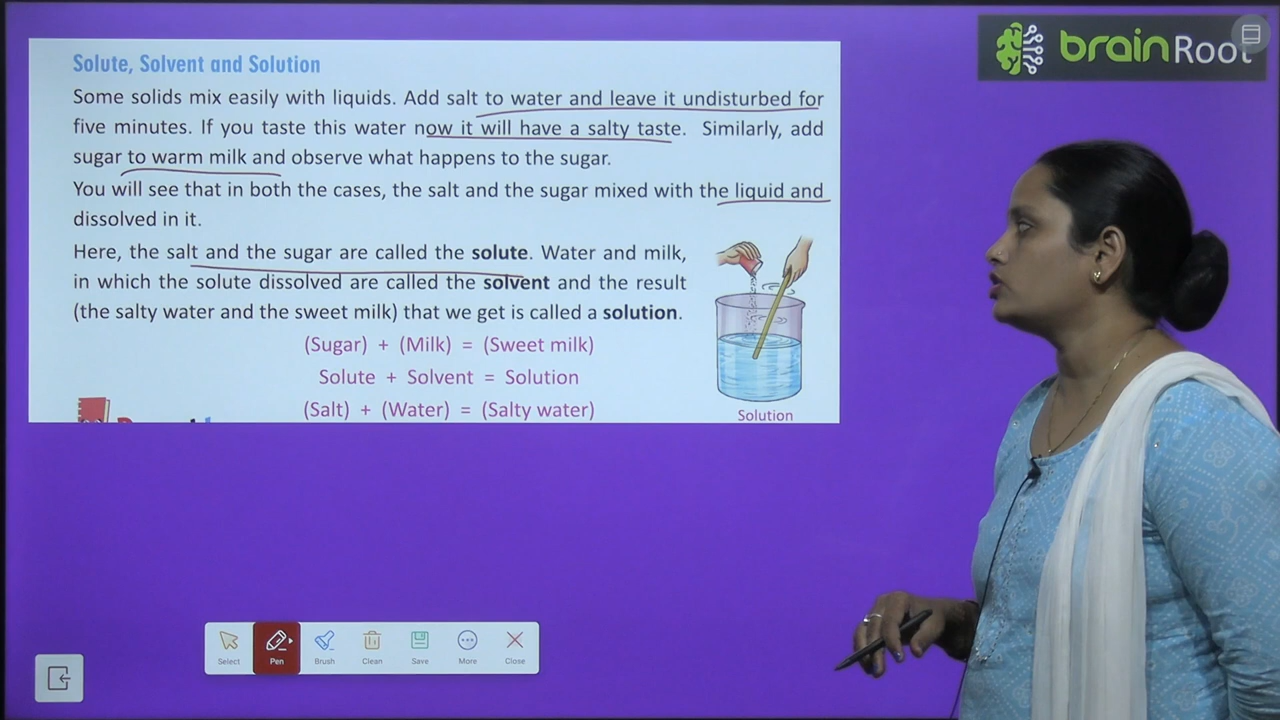 brainRoot
Solute, Solvent and Solution
Some solids mix easily with liquids. Add salt to water and leave it undisturbed for
five minutes. If you taste this water now it will have a salty taste. Similarly, add
sugar to warm milk and observe what happens to the sugar.
You will see that in both the cases, the salt and the sugar mixed with the liquid and
dissolved in it.
Here, the salt and the sugar are called the solute. Water and milk,
in which the solute dissolved are called the solvent and the result
(the salty water and the sweet milk) that we get is called a solution.
(Sugar) + (Milk) = (Sweet milk)
Solute + Solvent = Solution
(Salt) + (Water) = (Salty water)
Solution
Select Pen Brush Clean Save More Close